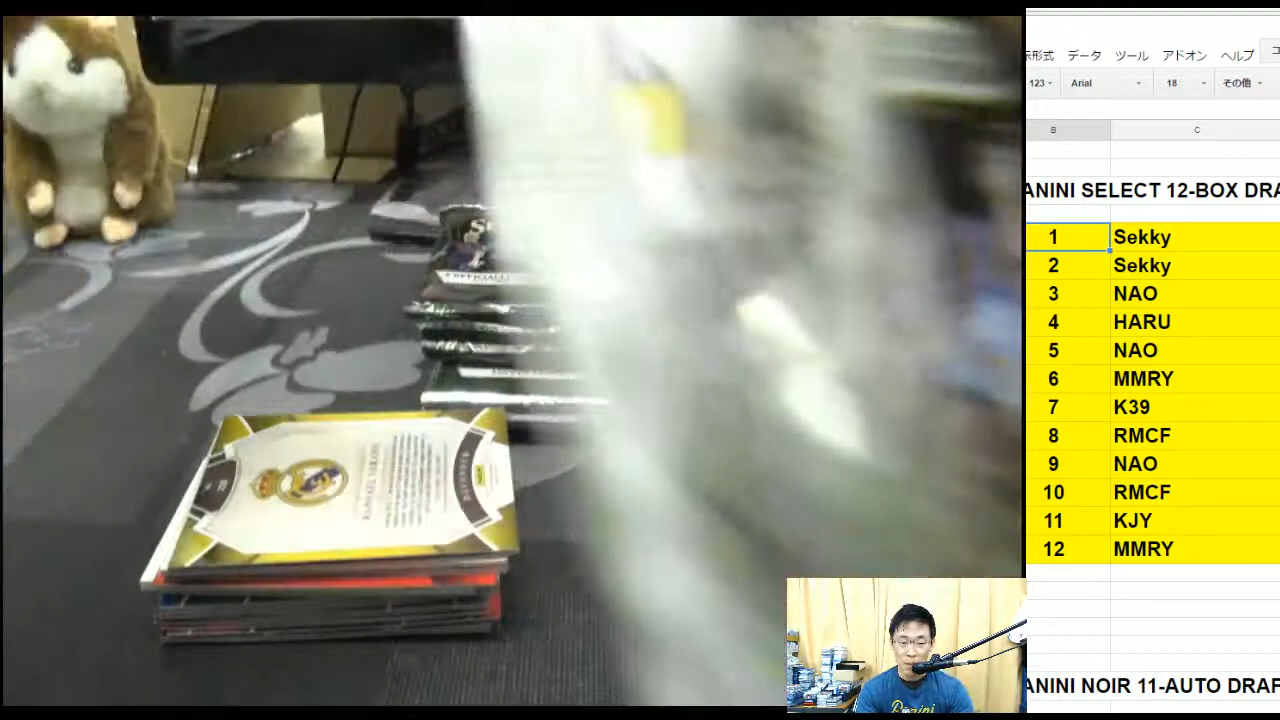 示形式 データ ツール アドオン ヘルプ
123 Arial 18 その他
B C
ANINI SELECT 12-BOX DRA
1 Sekky
2 Sekky
3 NAO
4 HARU
5 NAO
6 MMRY
7 K39
8 RMCF
9 NAO
10 RMCF
11 KJY
12 MMRY
ANINI NOIR 11-AUTO DRAF
Panini